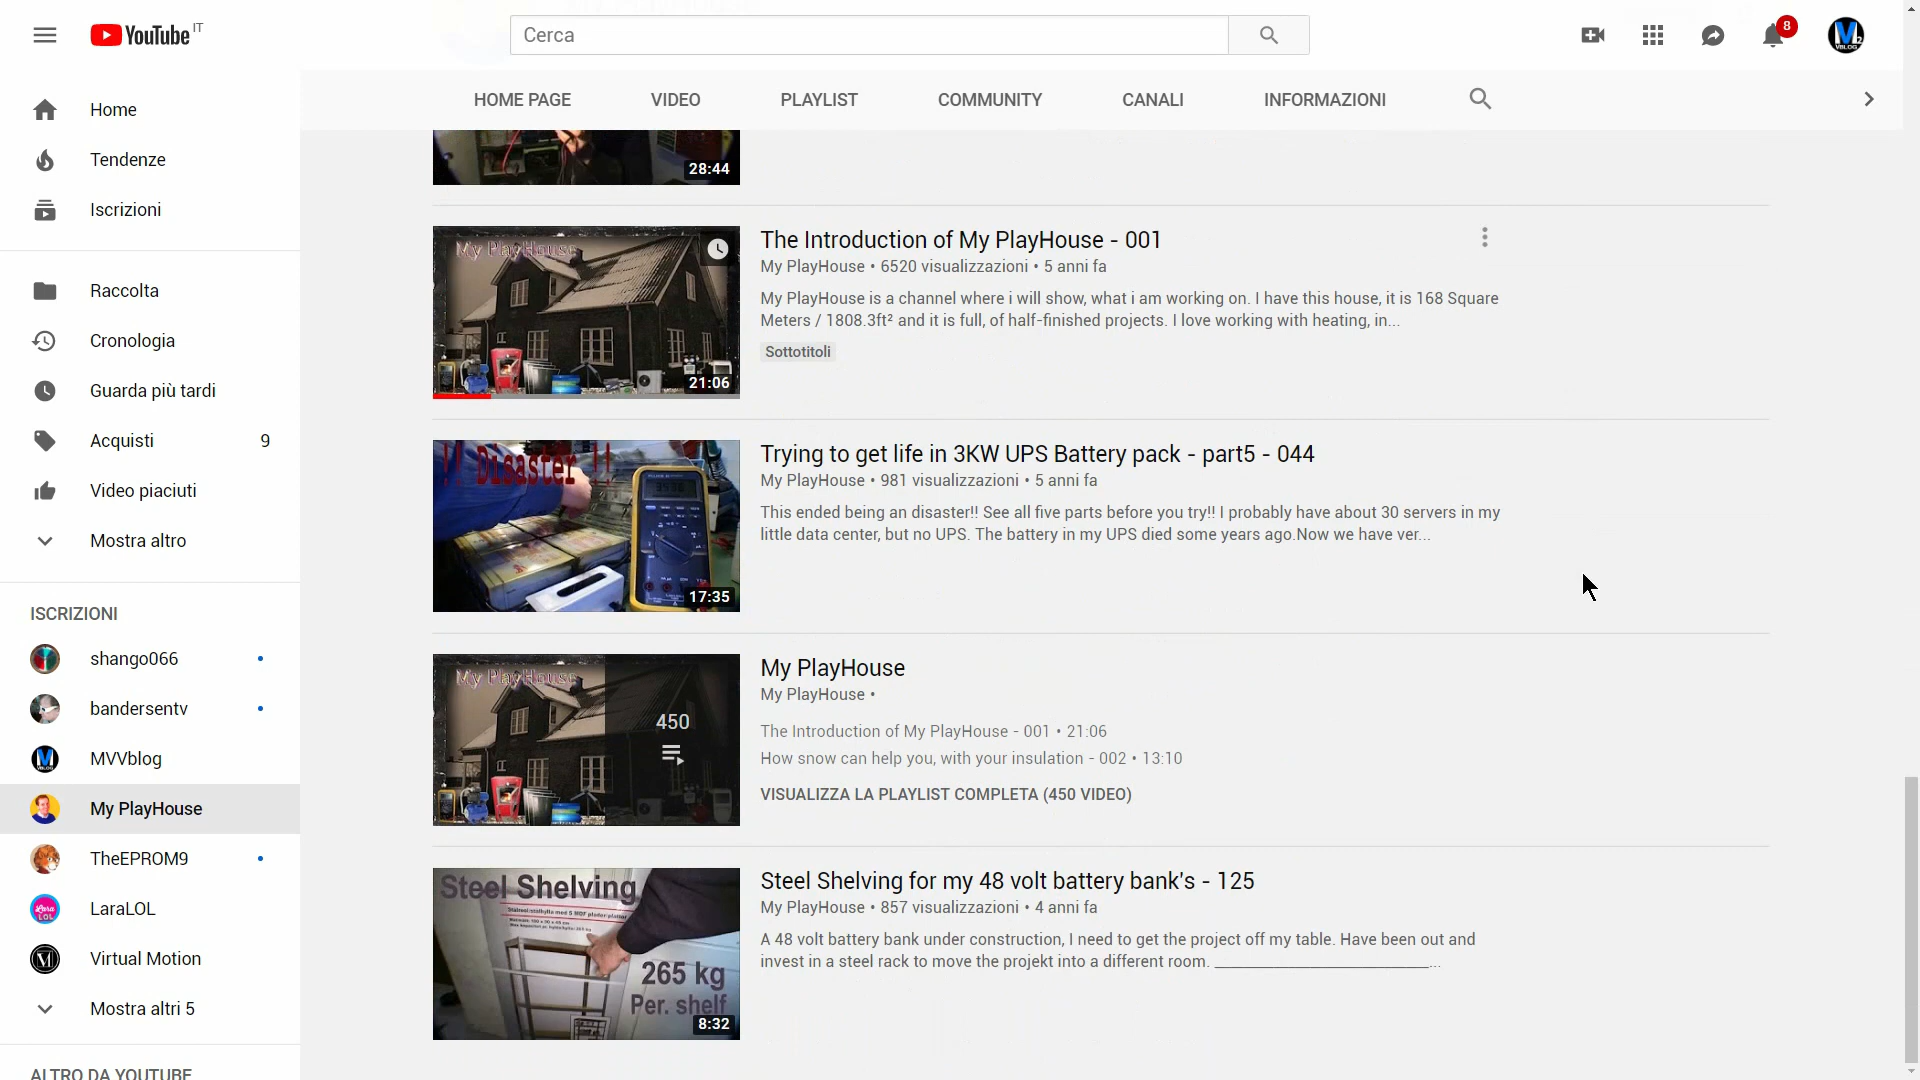 YouTube IT
Cerca
8
HOME PAGE
VIDEO
PLAYLIST
COMMUNITY
CANALI
INFORMAZIONI
Home
Tendenze
Iscrizioni
Raccolta
Cronologia
Guarda più tardi
Acquisti 9
Video piaciuti
Mostra altro
ISCRIZIONI
shango066
bandersentv
MVVblog
My PlayHouse
TheEPROM9
LaraLOL
Virtual Motion
Mostra altri 5
ALTRO DA YOUTUBE
28:44
My PlayHouse
21:06
The Introduction of My PlayHouse - 001
My PlayHouse • 6520 visualizzazioni • 5 anni fa
My PlayHouse is a channel where i will show, what i am working on. I have this house, it is 168 Square
Meters / 1808.3ft² and it is full, of half-finished projects. I love working with heating, in...
Sottotitoli
!! Disaster !!
17:35
Trying to get life in 3KW UPS Battery pack - part5 - 044
My PlayHouse • 981 visualizzazioni • 5 anni fa
This ended being an disaster!! See all five parts before you try!! I probably have about 30 servers in my
little data center, but no UPS. The battery in my UPS died some years ago.Now we have ver...
My PlayHouse
450
My PlayHouse
My PlayHouse •
The Introduction of My PlayHouse - 001 • 21:06
How snow can help you, with your insulation - 002 • 13:10
VISUALIZZA LA PLAYLIST COMPLETA (450 VIDEO)
Steel Shelving
265 kg
Per. shelf
8:32
Steel Shelving for my 48 volt battery bank's - 125
My PlayHouse • 857 visualizzazioni • 4 anni fa
A 48 volt battery bank under construction, I need to get the project off my table. Have been out and
invest in a steel rack to move the projekt into a different room. ___________________________...